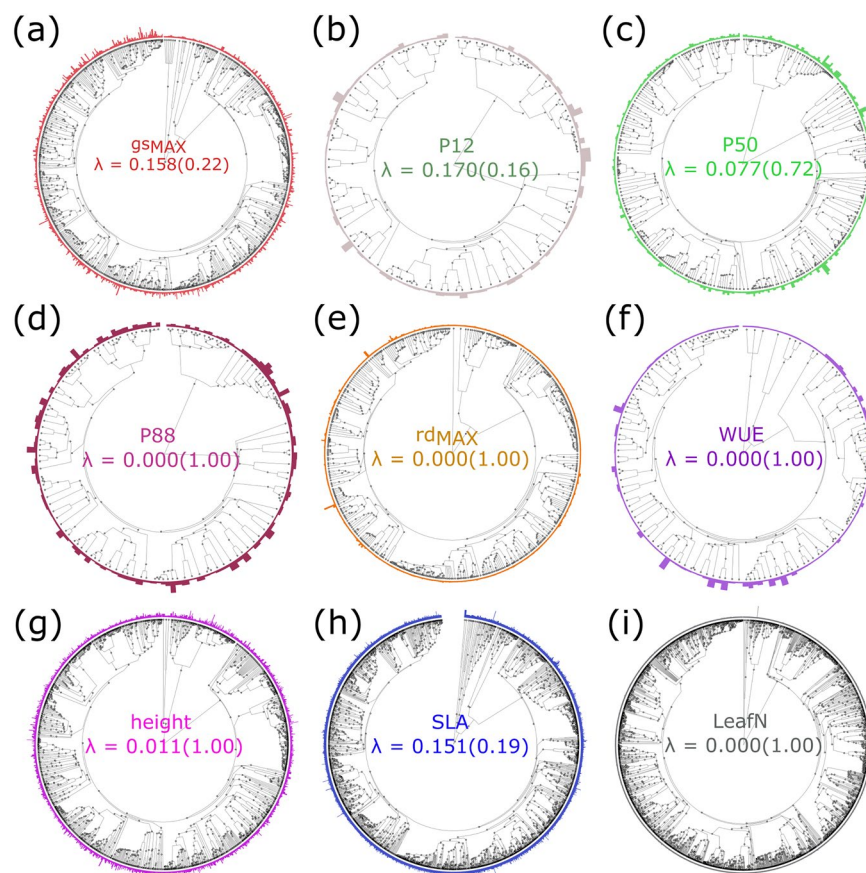 (a)
gsMAX
λ = 0.158(0.22)
(b)
P12
λ = 0.170(0.16)
(c)
P50
λ = 0.077(0.72)
(d)
P88
λ = 0.000(1.00)
(e)
rdMAX
λ = 0.000(1.00)
(f)
WUE
λ = 0.000(1.00)
(g)
height
λ = 0.011(1.00)
(h)
SLA
λ = 0.151(0.19)
(i)
LeafN
λ = 0.000(1.00)